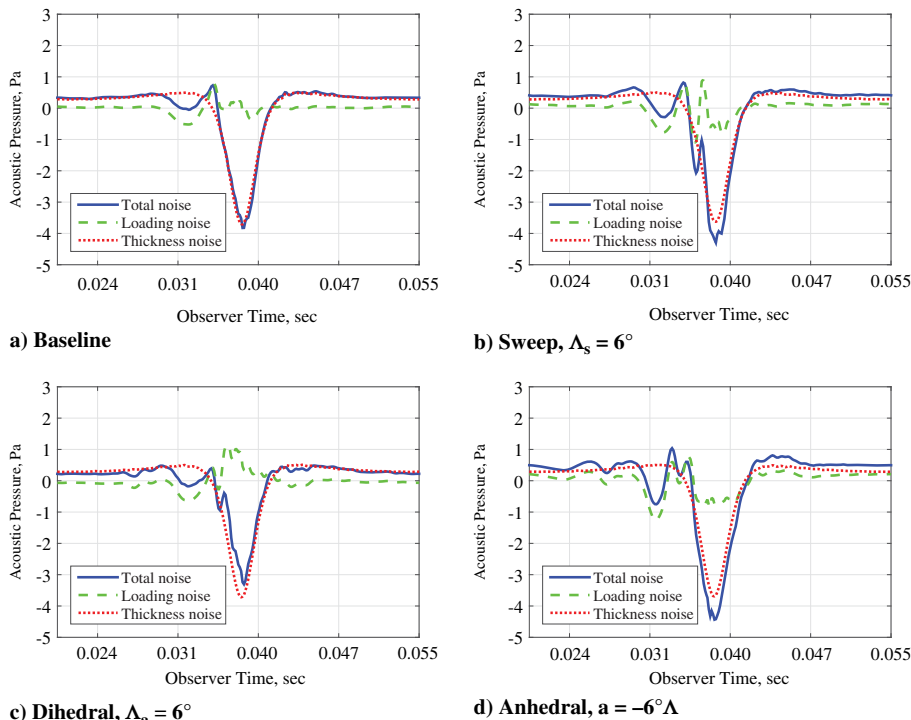 3
2
1
0
-1
-2
-3
-4
-5
Acoustic Pressure, Pa
Total noise
Loading noise
Thickness noise
0.024 0.031 0.040 0.047 0.055
Observer Time, sec
a) Baseline
3
2
1
0
-1
-2
-3
-4
-5
Acoustic Pressure, Pa
Total noise
Loading noise
Thickness noise
0.024 0.031 0.040 0.047 0.055
Observer Time, sec
b) Sweep, Λs = 6°
3
2
1
0
-1
-2
-3
-4
-5
Acoustic Pressure, Pa
Total noise
Loading noise
Thickness noise
0.024 0.031 0.040 0.047 0.055
Observer Time, sec
c) Dihedral, Λa = 6°
3
2
1
0
-1
-2
-3
-4
-5
Acoustic Pressure, Pa
Total noise
Loading noise
Thickness noise
0.024 0.031 0.040 0.047 0.055
Observer Time, sec
d) Anhedral, a = −6°Λ